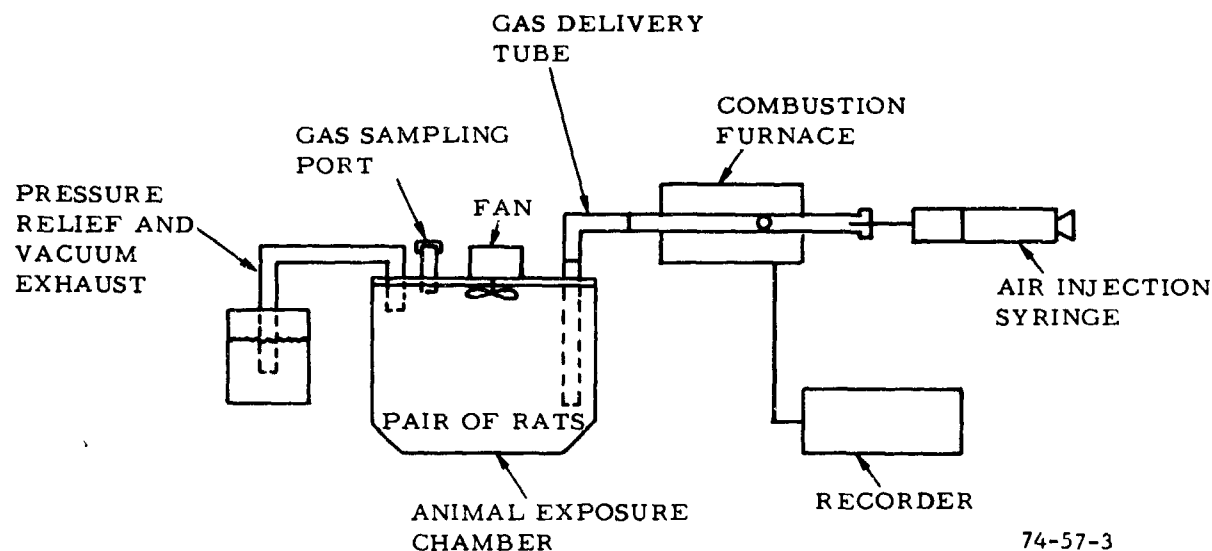 GAS DELIVERY
TUBE
COMBUSTION
FURNACE
GAS SAMPLING
PORT
FAN
PRESSURE
RELIEF AND
VACUUM
EXHAUST
AIR INJECTION
SYRINGE
PAIR OF RATS
RECORDER
ANIMAL EXPOSURE
CHAMBER
74-57-3